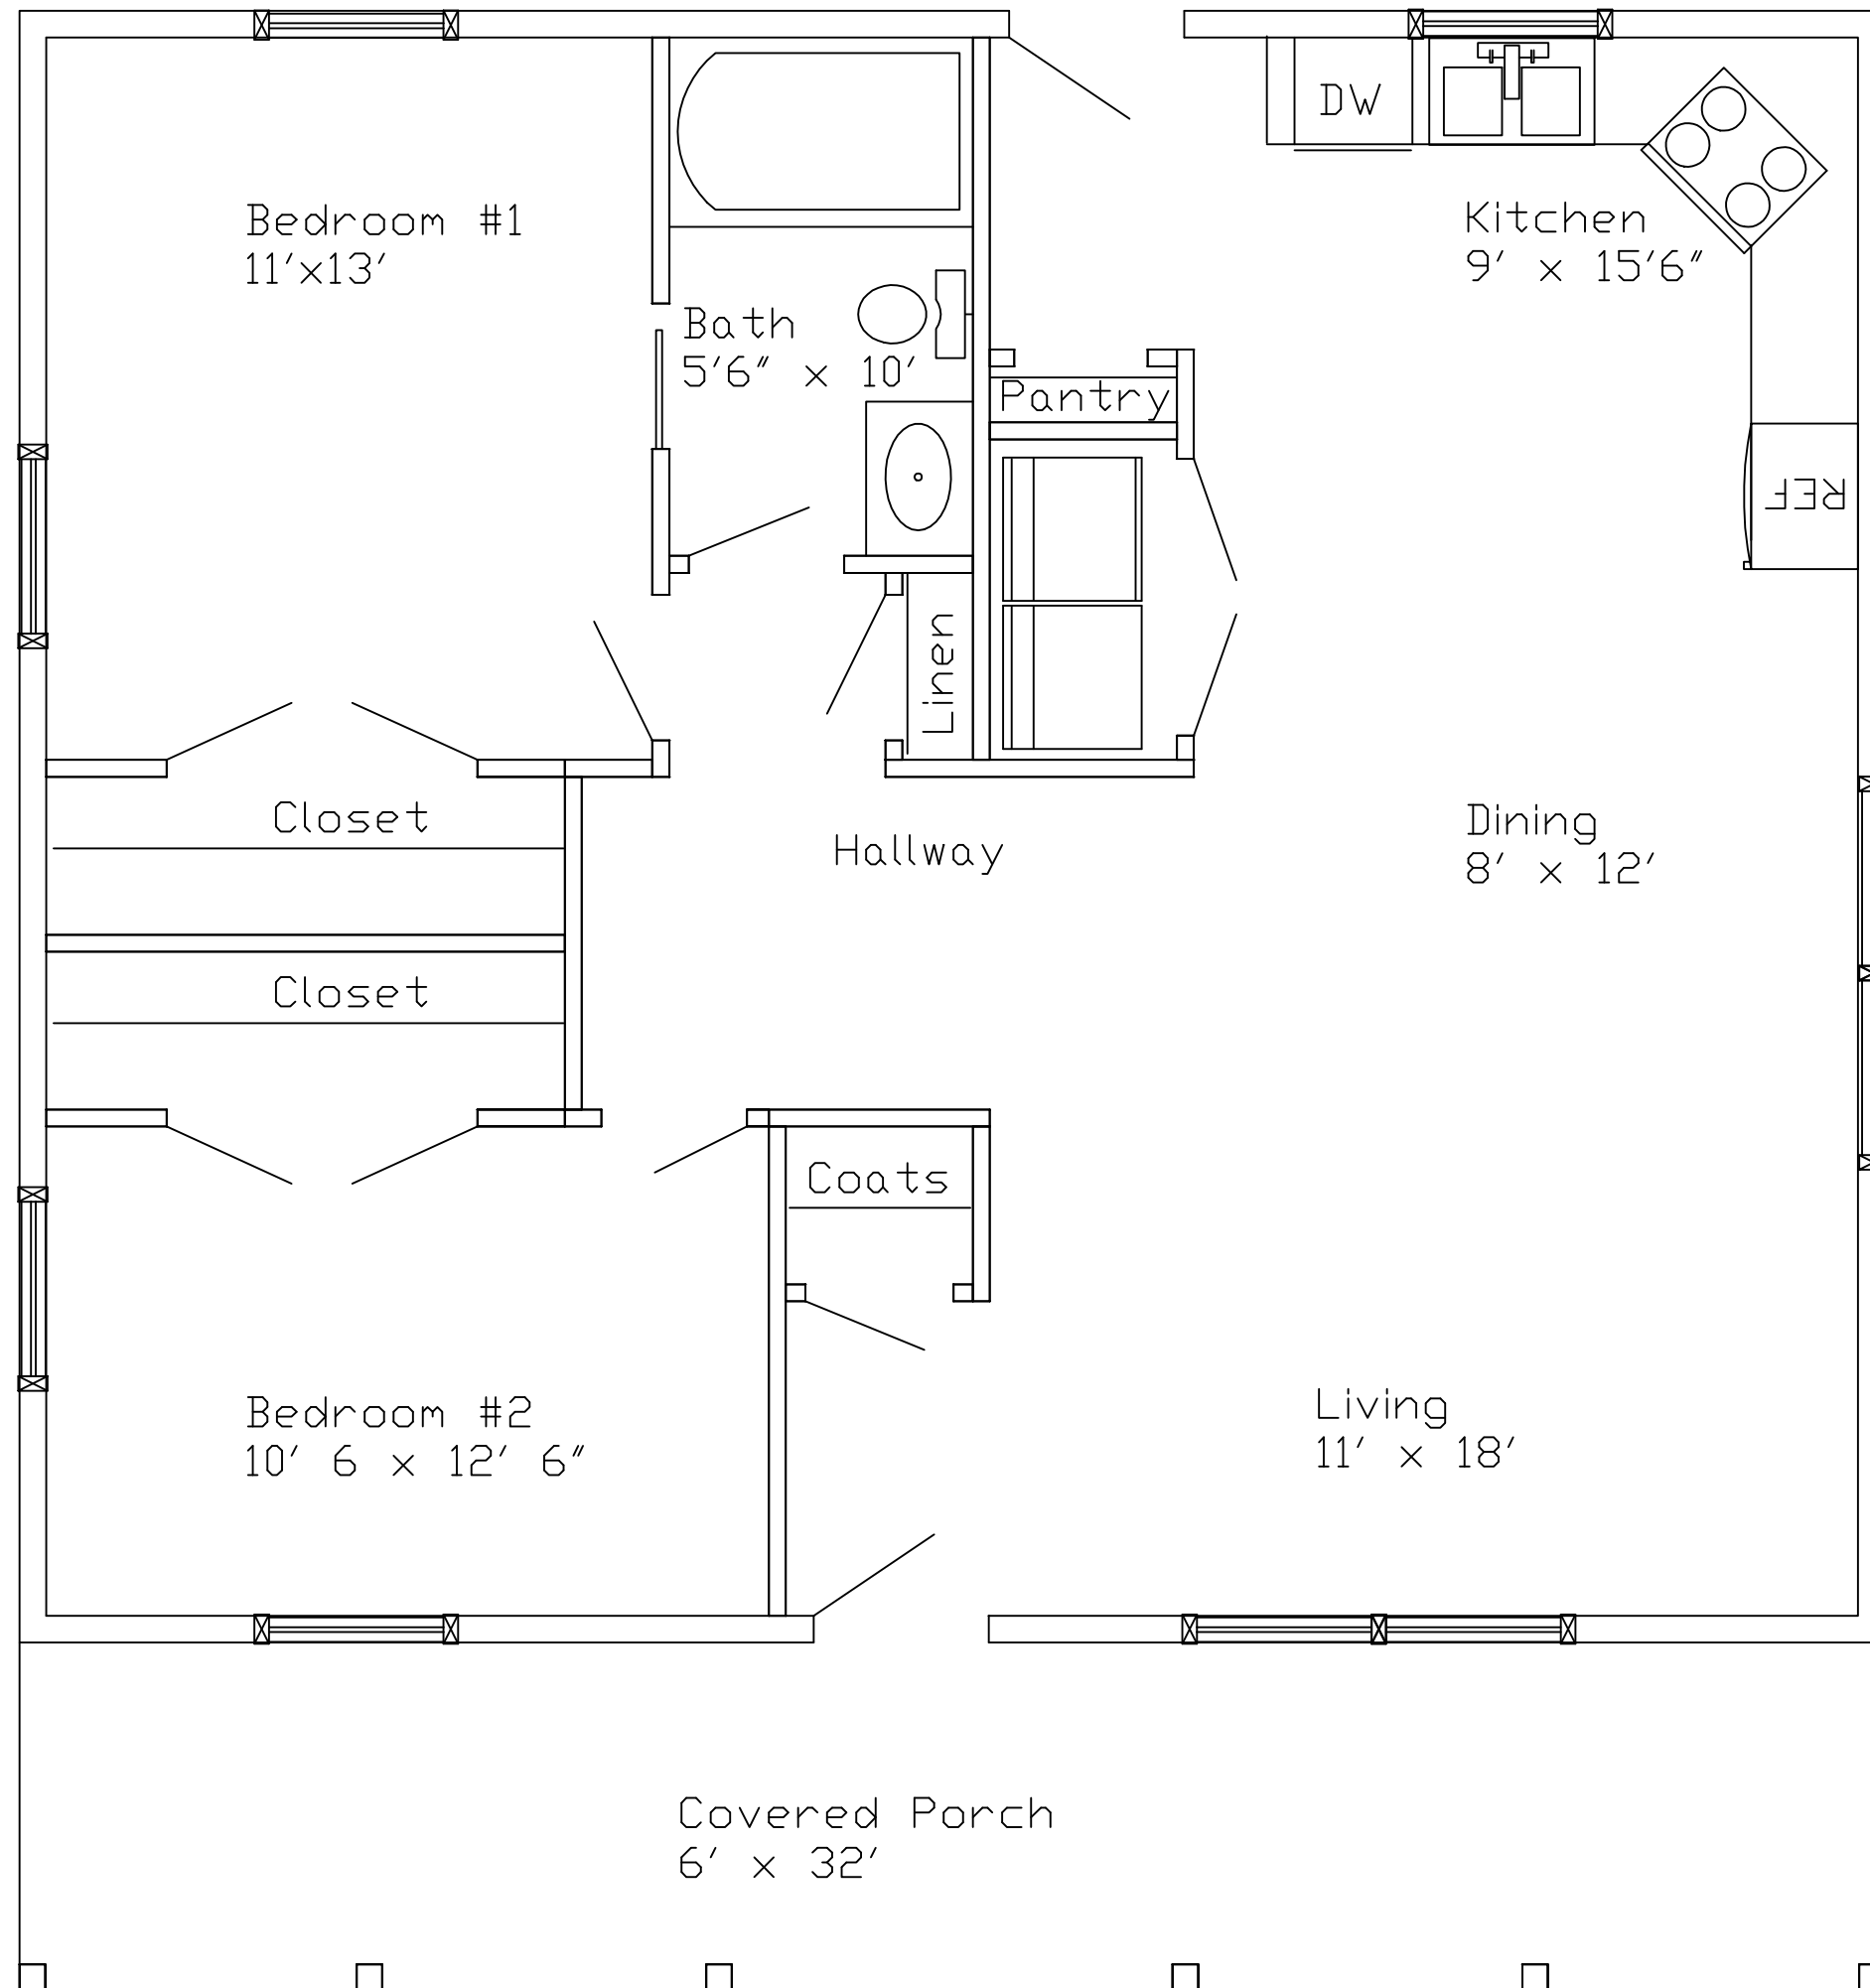 DW
Bedroom #1
11'x13'
Kitchen
9' x 15'6"
Bath
5'6" x 10'
Pantry
REF
Linen
Closet
Hallway
Dining
8' x 12'
Closet
Coats
Bedroom #2
10' 6 x 12' 6"
Living
11' x 18'
Covered Porch
6' x 32'